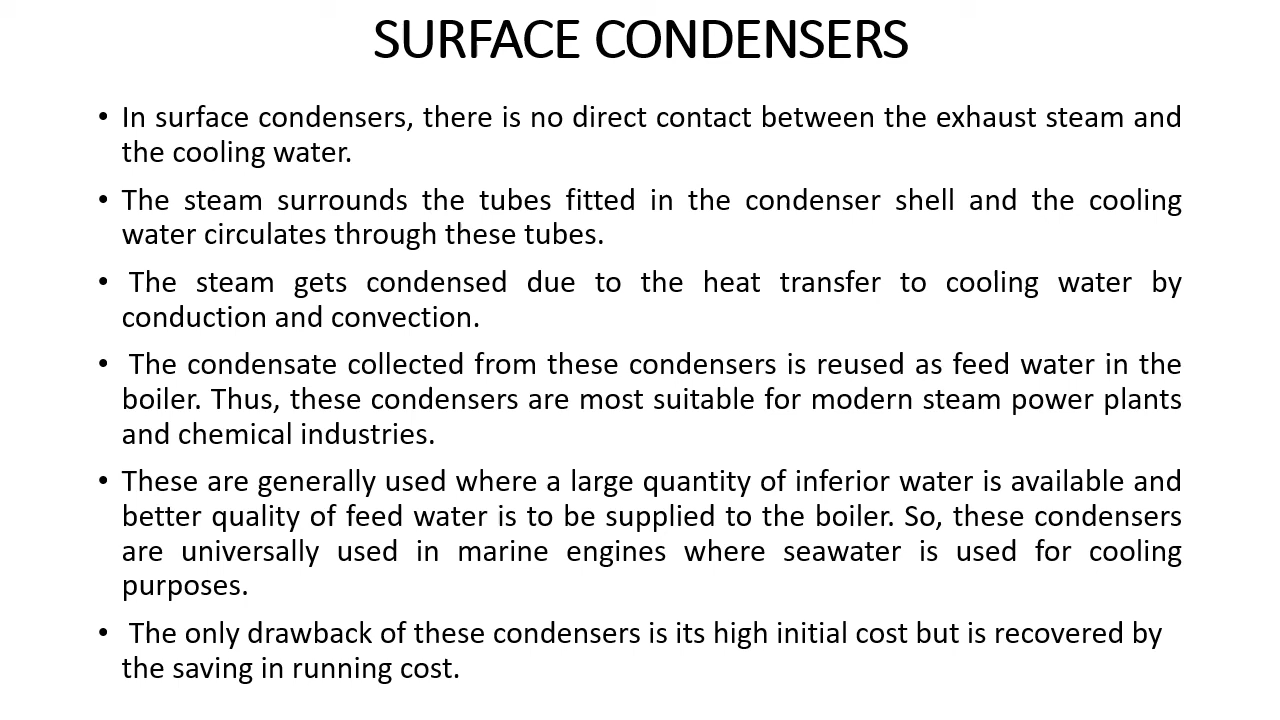 SURFACE CONDENSERS
• In surface condensers, there is no direct contact between the exhaust steam and
the cooling water.
• The steam surrounds the tubes fitted in the condenser shell and the cooling
water circulates through these tubes.
• The steam gets condensed due to the heat transfer to cooling water by
conduction and convection.
• The condensate collected from these condensers is reused as feed water in the
boiler. Thus, these condensers are most suitable for modern steam power plants
and chemical industries.
• These are generally used where a large quantity of inferior water is available and
better quality of feed water is to be supplied to the boiler. So, these condensers
are universally used in marine engines where seawater is used for cooling
purposes.
• The only drawback of these condensers is its high initial cost but is recovered by
the saving in running cost.